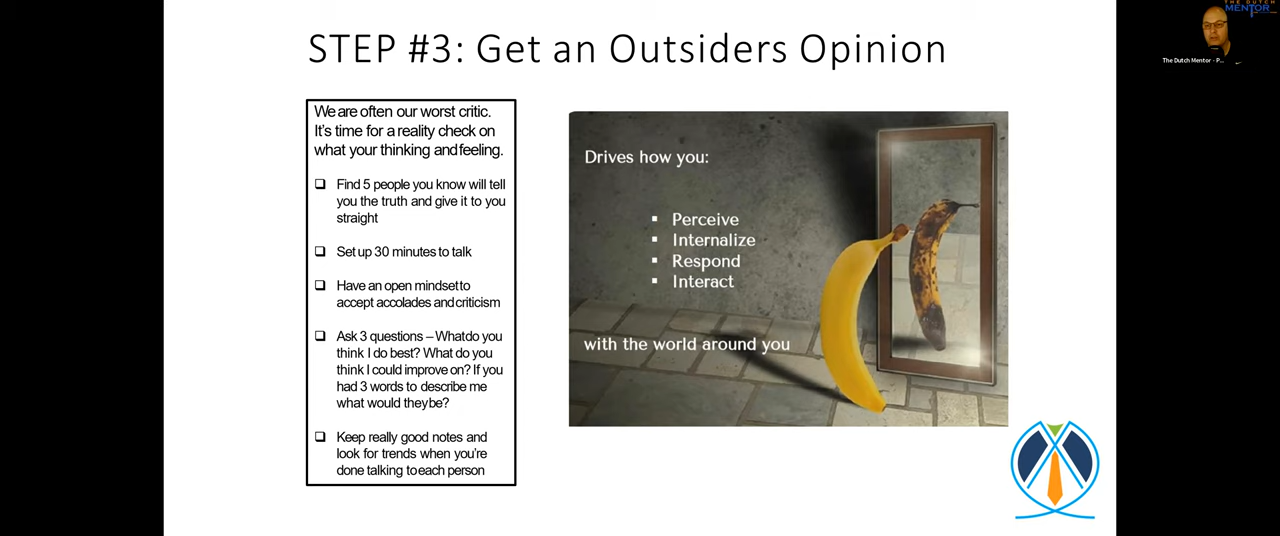 STEP #3: Get an Outsiders Opinion
We are often our worst critic.
It's time for a reality check on
what your thinking and feeling.
Find 5 people you know will tell
you the truth and give it to you
straight
Set up 30 minutes to talk
Have an open mindset to
accept accolades and criticism
Ask 3 questions – What do you
think I do best? What do you
think I could improve on? If you
had 3 words to describe me
what would they be?
Keep really good notes and
look for trends when you're
done talking to each person
Drives how you:
Perceive
Internalize
Respond
Interact
with the world around you
THE DUTCH
MENTOR
The Dutch Mentor - P...